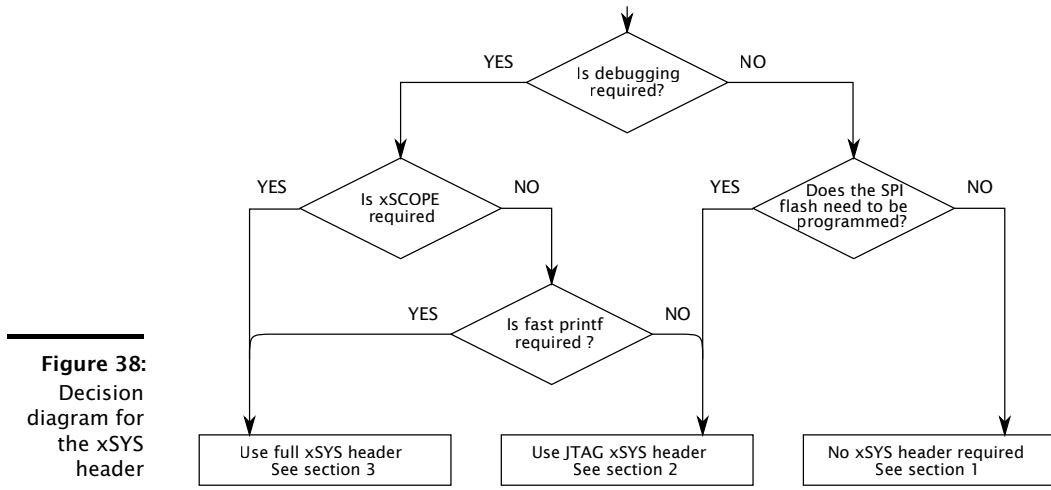 Is debugging
required?
YES
NO
Is xSCOPE
required
YES
NO
Does the SPI
flash need to be
programmed?
YES
NO
Is fast printf
required ?
YES
NO
Use full xSYS header
See section 3
Use JTAG xSYS header
See section 2
No xSYS header required
See section 1
Figure 38:
Decision
diagram for
the xSYS
header